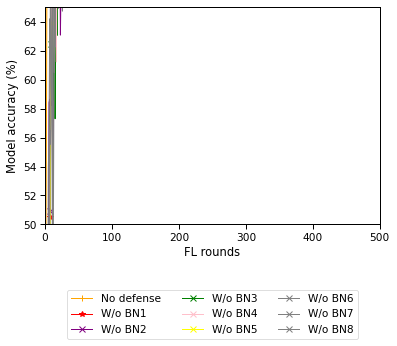 64
62
60
58
56
54
52
50
Model accuracy (%)
0 100 200 300 400 500
FL rounds
No defense W/o BN3 W/o BN6
W/o BN1 W/o BN4 W/o BN7
W/o BN2 W/o BN5 W/o BN8